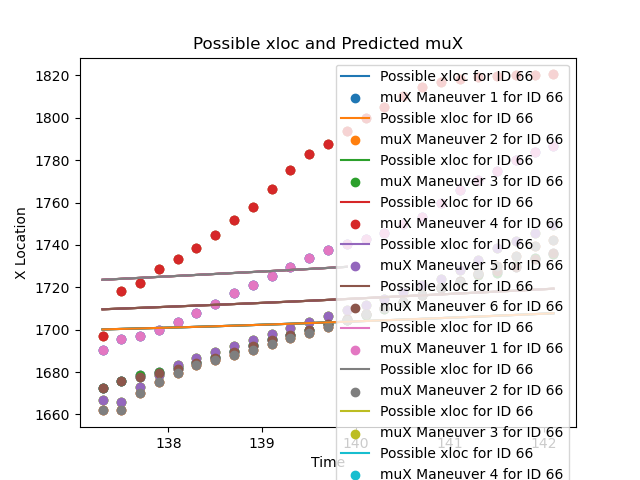 Possible xloc and Predicted muX
X Location
1820
1800
1780
1760
1740
1720
1700
1680
1660
138
139
140
141
142
Time
Possible xloc for ID 66
muX Maneuver 1 for ID 66
Possible xloc for ID 66
muX Maneuver 2 for ID 66
Possible xloc for ID 66
muX Maneuver 3 for ID 66
Possible xloc for ID 66
muX Maneuver 4 for ID 66
Possible xloc for ID 66
muX Maneuver 5 for ID 66
Possible xloc for ID 66
muX Maneuver 6 for ID 66
Possible xloc for ID 66
muX Maneuver 1 for ID 66
Possible xloc for ID 66
muX Maneuver 2 for ID 66
Possible xloc for ID 66
muX Maneuver 3 for ID 66
Possible xloc for ID 66
muX Maneuver 4 for ID 66